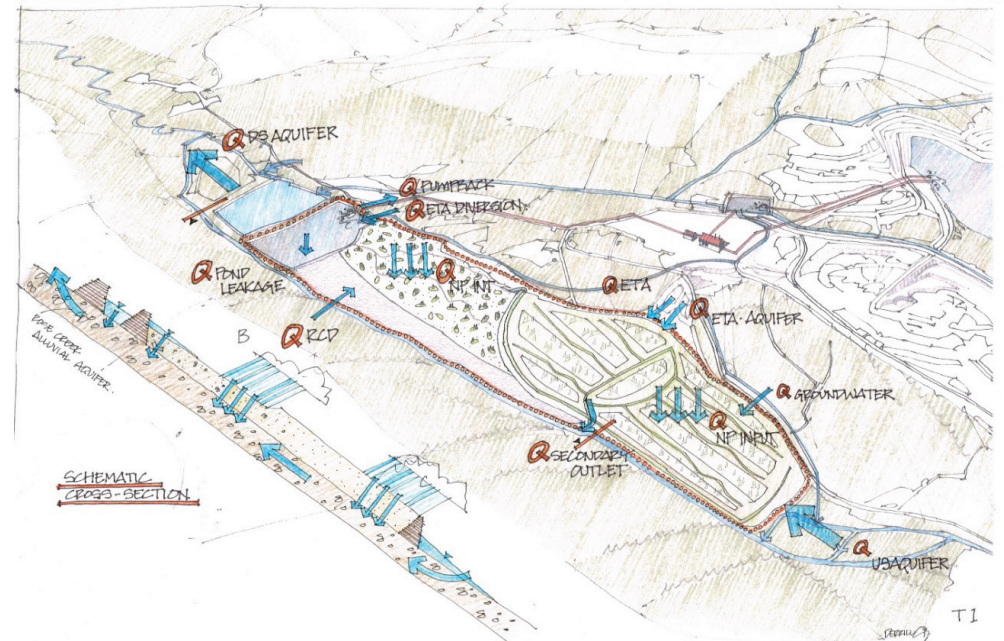 Q DS AQUIFER
Q PUMPBACK
Q ETA DIVERSION
Q POND
LEAKAGE
Q NP INT.
Q ETA
Q ETA-AQUIFER
Q RCD
B
Q GROUNDWATER
Q NP INPUT
Q SECONDARY
OUTLET
Q US AQUIFER
CREEK
ALLUVIAL AQUIFER.
SCHEMATIC
CROSS-SECTION
T1